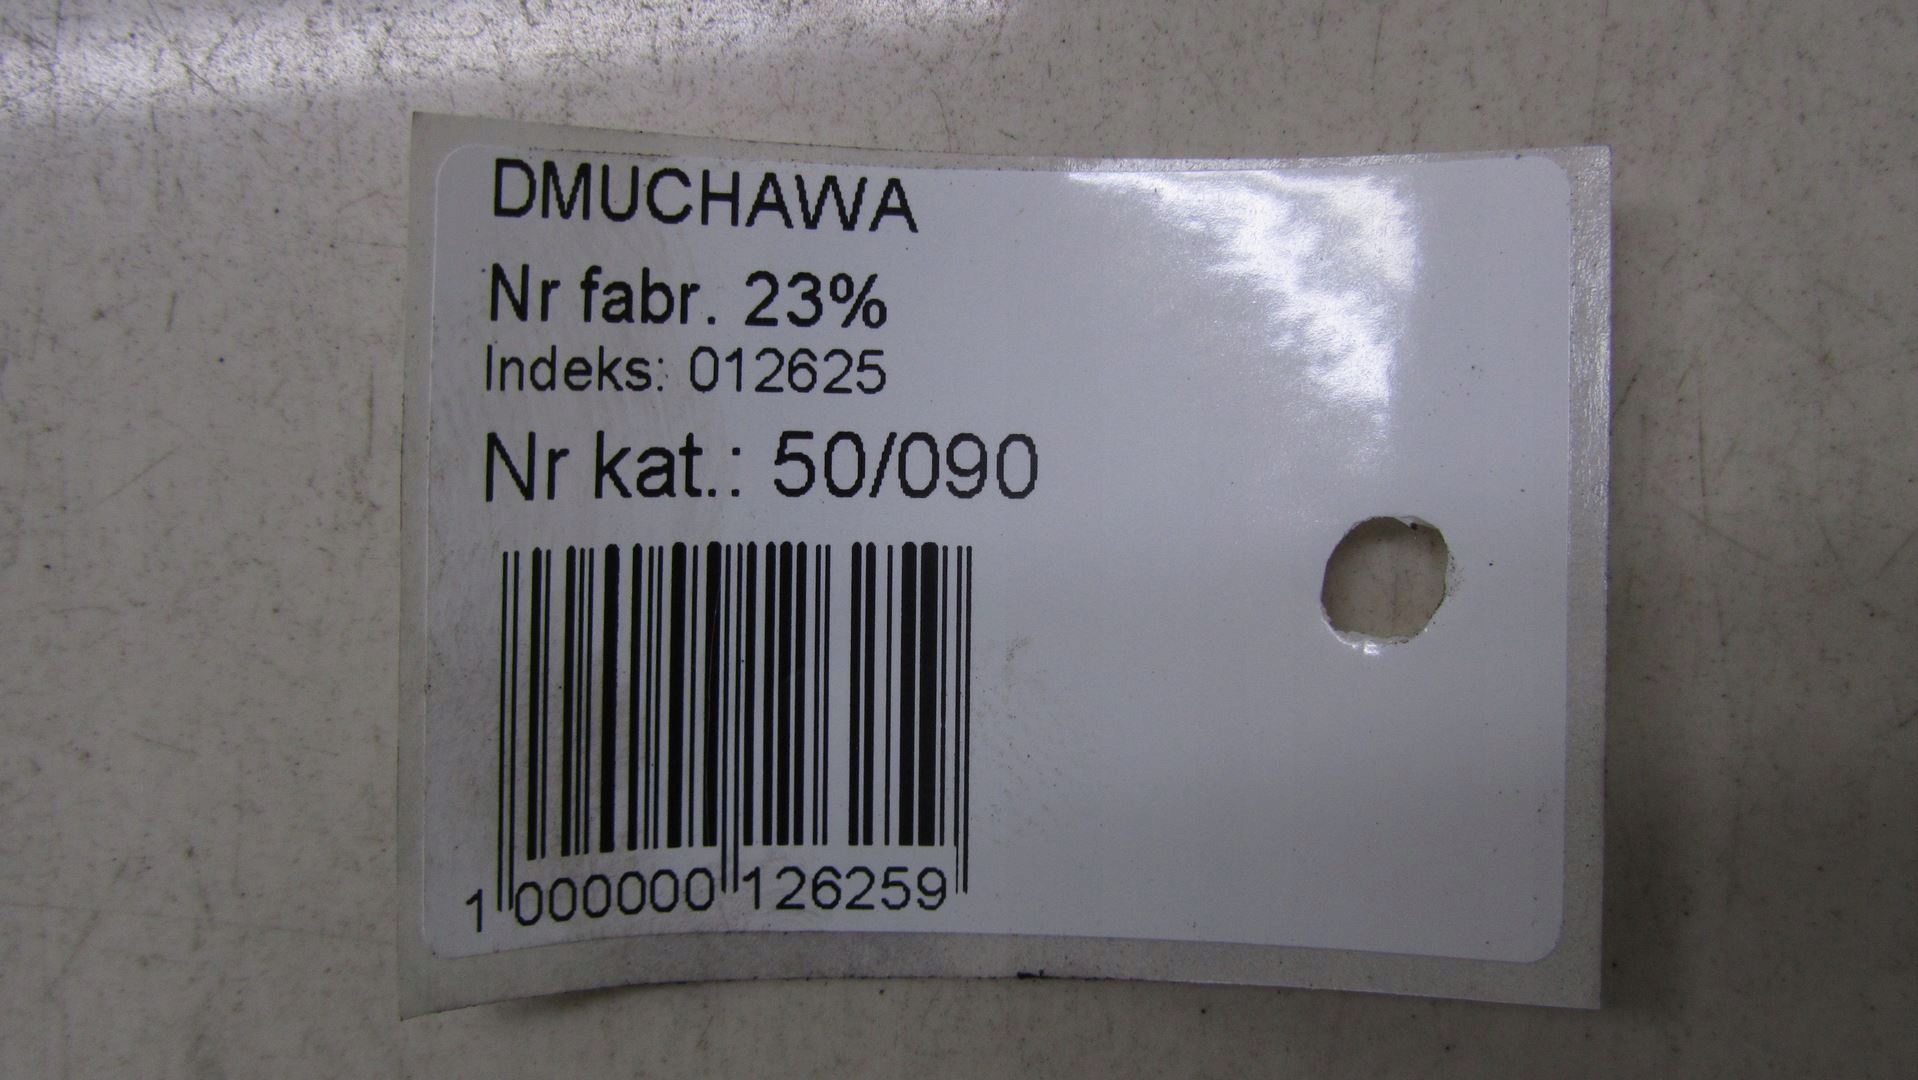 DMUCHAWA
Nr fabr. 23%
Indeks: 012625
Nr kat.: 50/090
1 000000 126259